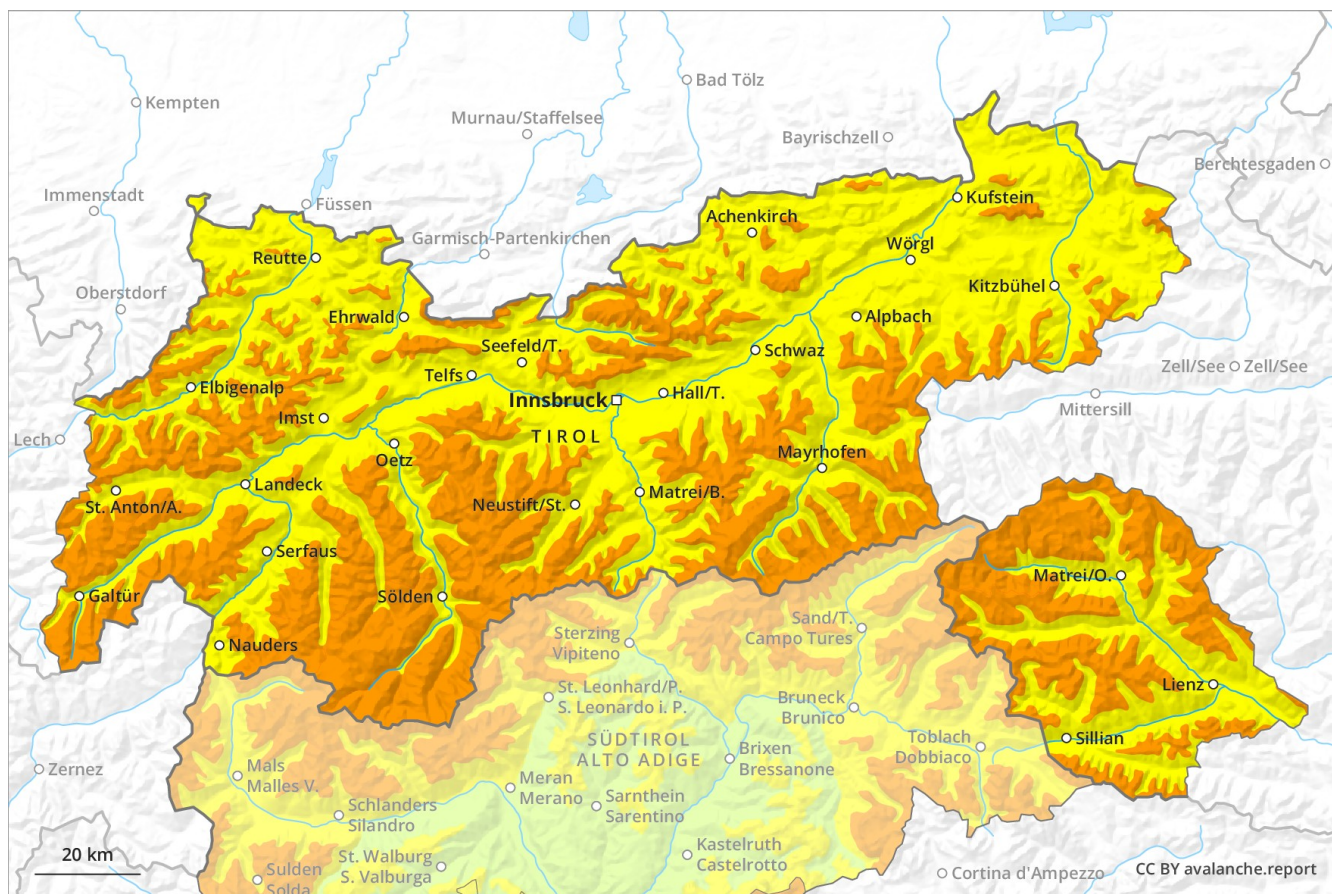 Bad Tölz
Kempten
Murnau/Staffelsee
Bayrischzell
Berchtesgaden
Immenstadt
Füssen
Kufstein
Achenkirch
Garmisch-Partenkirchen
Wörgl
Reutte
Oberstdorf
Kitzbühel
Ehrwald
Alpbach
Seefeld/T.
Schwaz
Zell/See
Zell/See
Telfs
Elbigenalp
Hall/T.
Mittersill
Innsbruck
Imst
Lech
TIROL
Oetz
Mayrhofen
Landeck
Matrei/B.
St. Anton/A.
Neustift/St.
Serfaus
Matrei/O.
Galtür
Sölden
Sand/T.
Campo Tures
Sterzing
Vipiteno
Nauders
Lienz
St. Leonhard/P.
S. Leonardo i. P.
Bruneck
Brunico
Sillian
SÜDTIROL
ALTO ADIGE
Toblach
Dobbiaco
Brixen
Bressanone
Zernez
Mals
Malles V.
Meran
Merano
Sarnthein
Sarentino
Schlanders
Silandro
Kastelruth
Castelrotto
20 km
St. Walburg
S. Valburga
Sulden
Solda
Cortina d'Ampezzo
CC BY avalanche.report